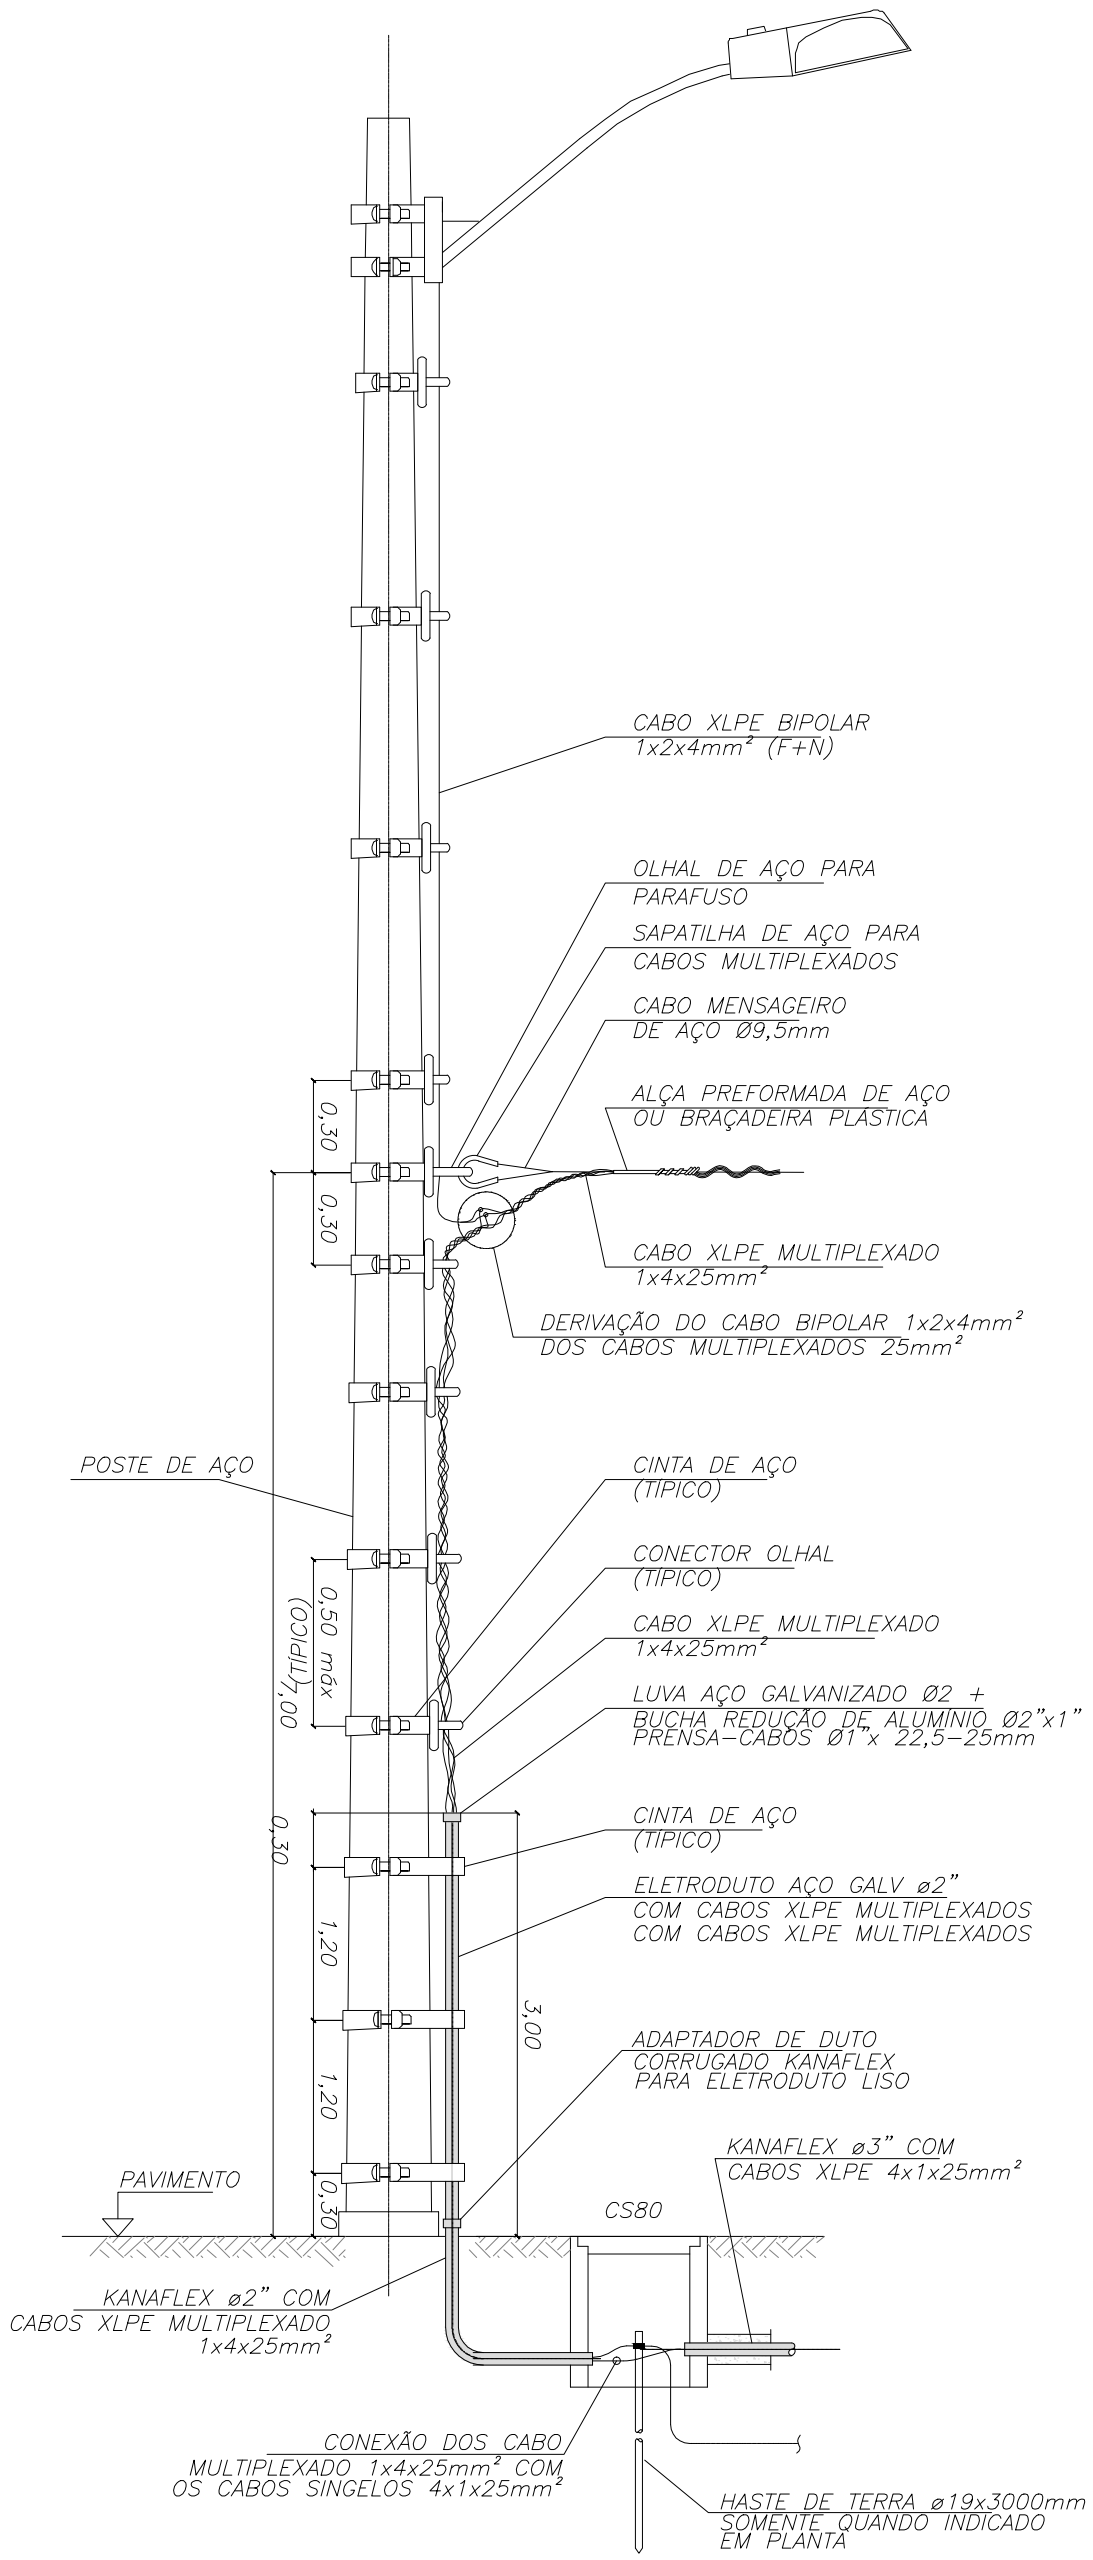 CABO XLPE BIPOLAR
1x2x4mm² (F+N)
OLHAL DE AÇO PARA
PARAFUSO
SAPATILHA DE AÇO PARA
CABOS MULTIPLEXADOS
CABO MENSAGEIRO
DE AÇO Ø9,5mm
ALÇA PREFORMADA DE AÇO
OU BRAÇADEIRA PLÁSTICA
0,30
0,30
CABO XLPE MULTIPLEXADO
1x4x25mm²
DERIVAÇÃO DO CABO BIPOLAR 1x2x4mm²
DOS CABOS MULTIPLEXADOS 25mm²
POSTE DE AÇO
CINTA DE AÇO
(TÍPICO)
CONECTOR OLHAL
(TÍPICO)
0,50 máx
(TÍPICO)
7,00
CABO XLPE MULTIPLEXADO
1x4x25mm²
LUVA AÇO GALVANIZADO Ø2 +
BUCHA REDUÇÃO DE ALUMÍNIO Ø2"x1"
PRENSA-CABOS Ø1"x 22,5-25mm
0,30
CINTA DE AÇO
(TÍPICO)
ELETRODUTO AÇO GALV ø2"
COM CABOS XLPE MULTIPLEXADOS
COM CABOS XLPE MULTIPLEXADOS
1,20
3,00
ADAPTADOR DE DUTO
CORRUGADO KANAFLEX
PARA ELETRODUTO LISO
1,20
KANAFLEX ø3" COM
CABOS XLPE 4x1x25mm²
PAVIMENTO
0,30
CS80
KANAFLEX ø2" COM
CABOS XLPE MULTIPLEXADO
1x4x25mm²
CONEXÃO DOS CABO
MULTIPLEXADO 1x4x25mm² COM
OS CABOS SINGELOS 4x1x25mm²
HASTE DE TERRA ø19x3000mm
SOMENTE QUANDO INDICADO
EM PLANTA